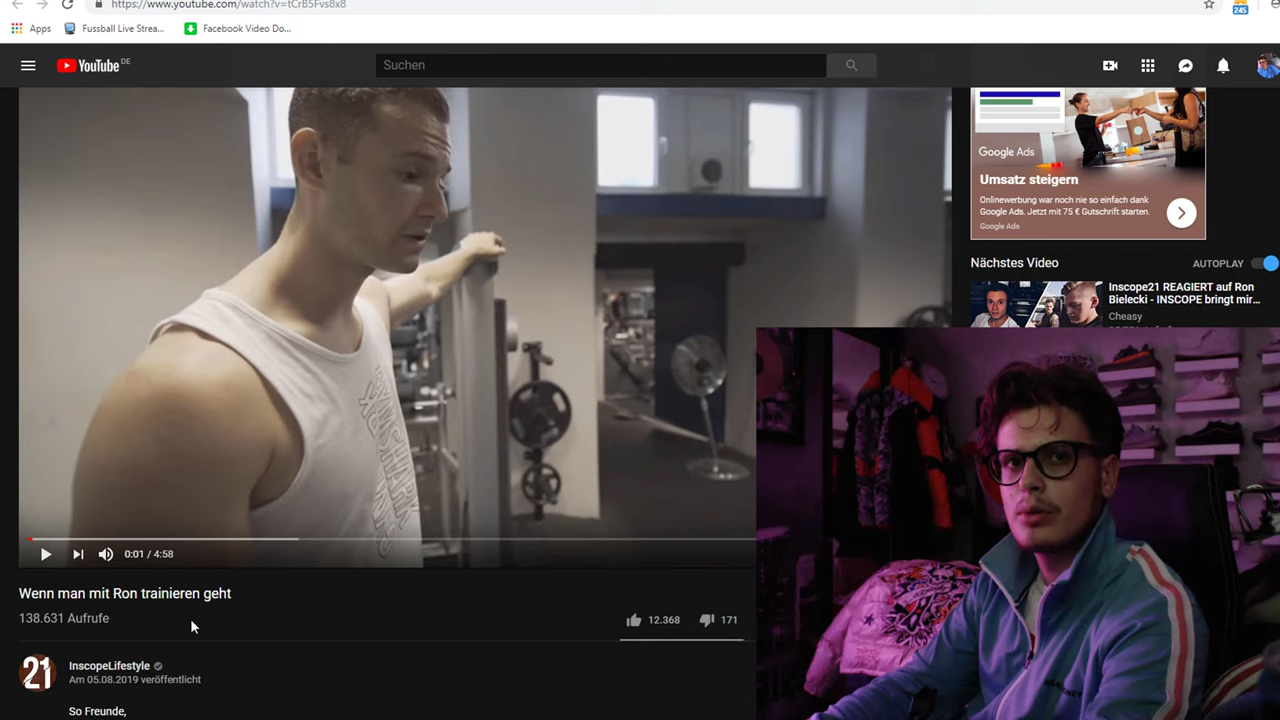 https://www.youtube.com/watch?v=tCrB5Fvs8x8
245
Apps
Fussball Live Strea...
Facebook Video Do...
YouTube DE
Suchen
Google Ads
Umsatz steigern
Onlinewerbung war noch nie so einfach dank
Google Ads. Jetzt mit 75 € Gutschrift starten.
Google Ads
Nächstes Video
AUTOPLAY
Inscope21 REAGIERT auf Ron
Bielecki - INSCOPE bringt mir...
Cheasy
0:01 / 4:58
Wenn man mit Ron trainieren geht
138.631 Aufrufe
12.368
171
21
InscopeLifestyle
Am 05.08.2019 veröffentlicht
So Freunde,